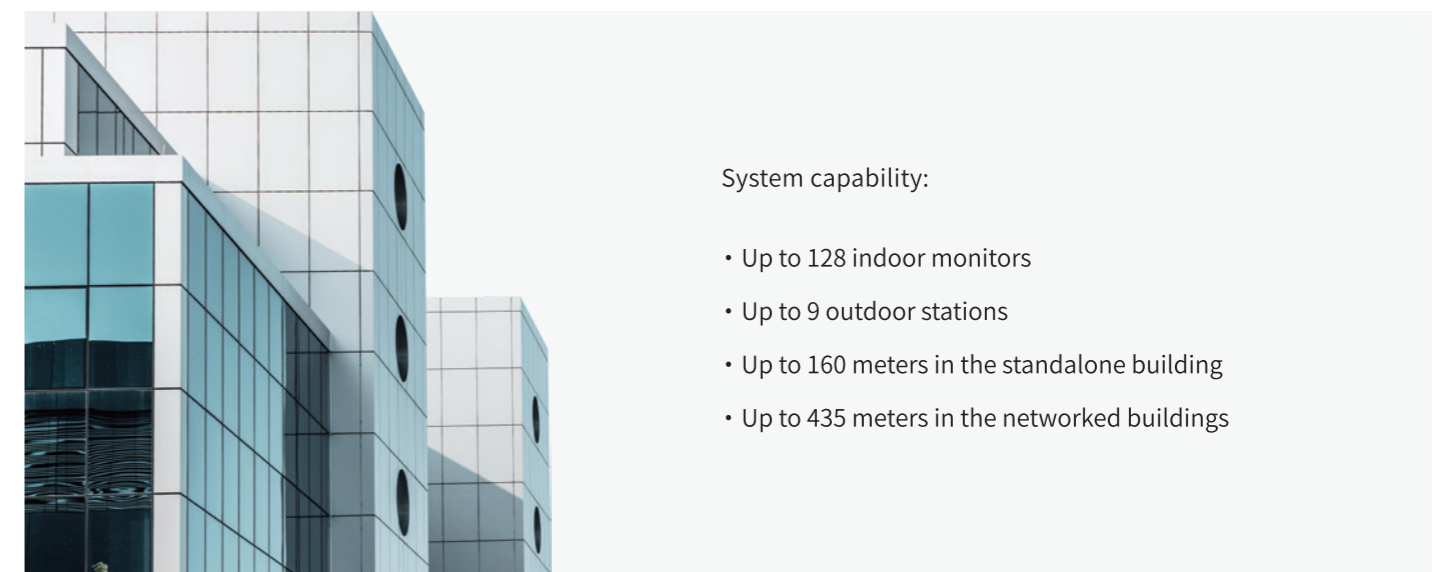 System capability:
・Up to 128 indoor monitors
・Up to 9 outdoor stations
・Up to 160 meters in the standalone building
・Up to 435 meters in the networked buildings